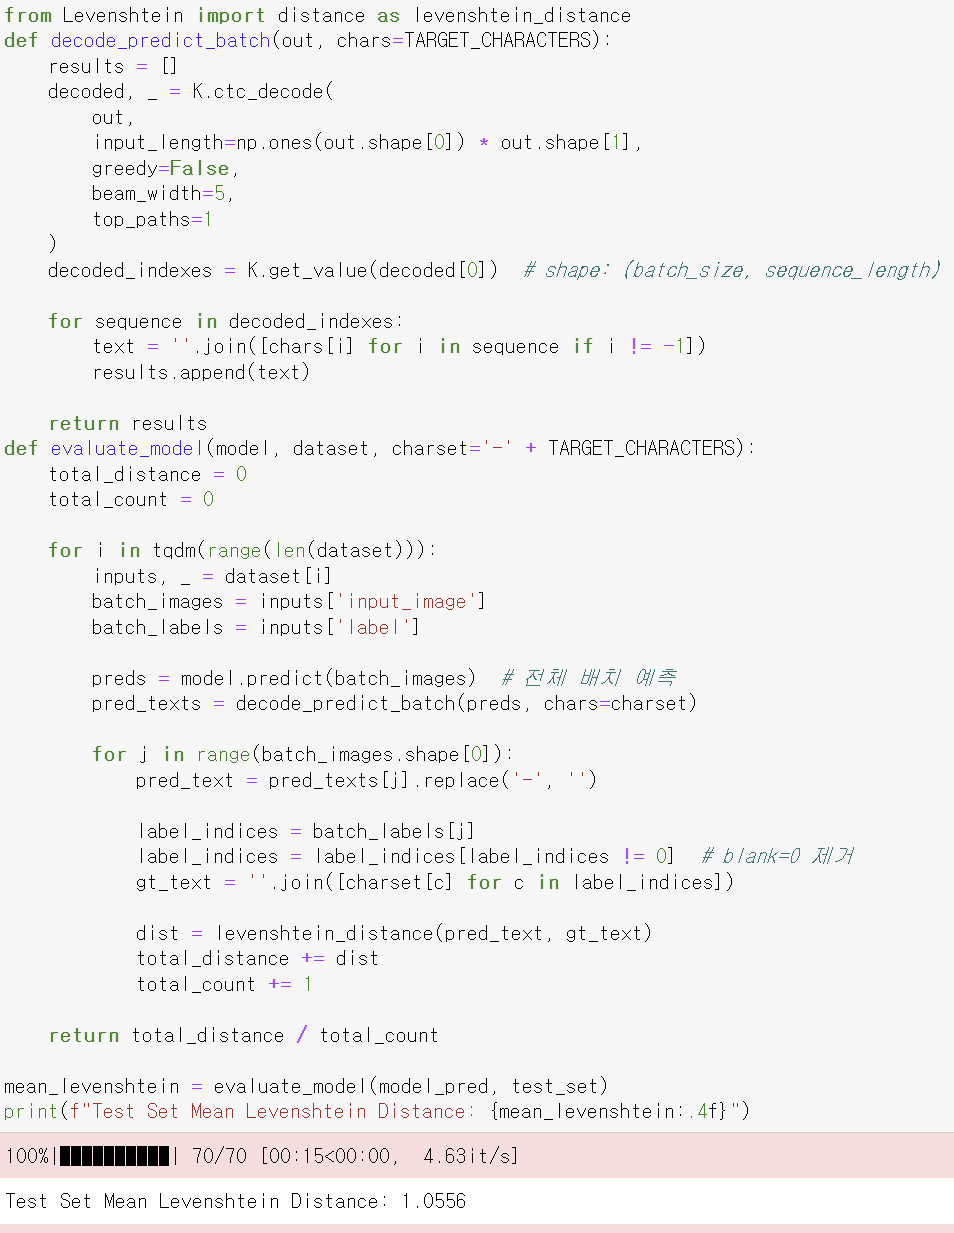 from Levenshtein import distance as levenshtein_distance
def decode_predict_batch(out, chars=TARGET_CHARACTERS):
    results = []
    decoded, _ = K.ctc_decode(
        out,
        input_length=np.ones(out.shape[0]) * out.shape[1],
        greedy=False,
        beam_width=5,
        top_paths=1
    )
    decoded_indexes = K.get_value(decoded[0])  # shape: (batch_size, sequence_length)

    for sequence in decoded_indexes:
        text = ''.join([chars[i] for i in sequence if i != -1])
        results.append(text)

    return results
def evaluate_model(model, dataset, charset='-' + TARGET_CHARACTERS):
    total_distance = 0
    total_count = 0

    for i in tqdm(range(len(dataset))):
        inputs, _ = dataset[i]
        batch_images = inputs['input_image']
        batch_labels = inputs['label']

        preds = model.predict(batch_images)  # 전체 배치 예측
        pred_texts = decode_predict_batch(preds, chars=charset)

        for j in range(batch_images.shape[0]):
            pred_text = pred_texts[j].replace('-', '')

            label_indices = batch_labels[j]
            label_indices = label_indices[label_indices != 0]  # blank=0 제거
            gt_text = ''.join([charset[c] for c in label_indices])

            dist = levenshtein_distance(pred_text, gt_text)
            total_distance += dist
            total_count += 1

    return total_distance / total_count

mean_levenshtein = evaluate_model(model_pred, test_set)
print(f"Test Set Mean Levenshtein Distance: {mean_levenshtein:.4f}")
100%|██████████| 70/70 [00:15<00:00,  4.63it/s]
Test Set Mean Levenshtein Distance: 1.0556